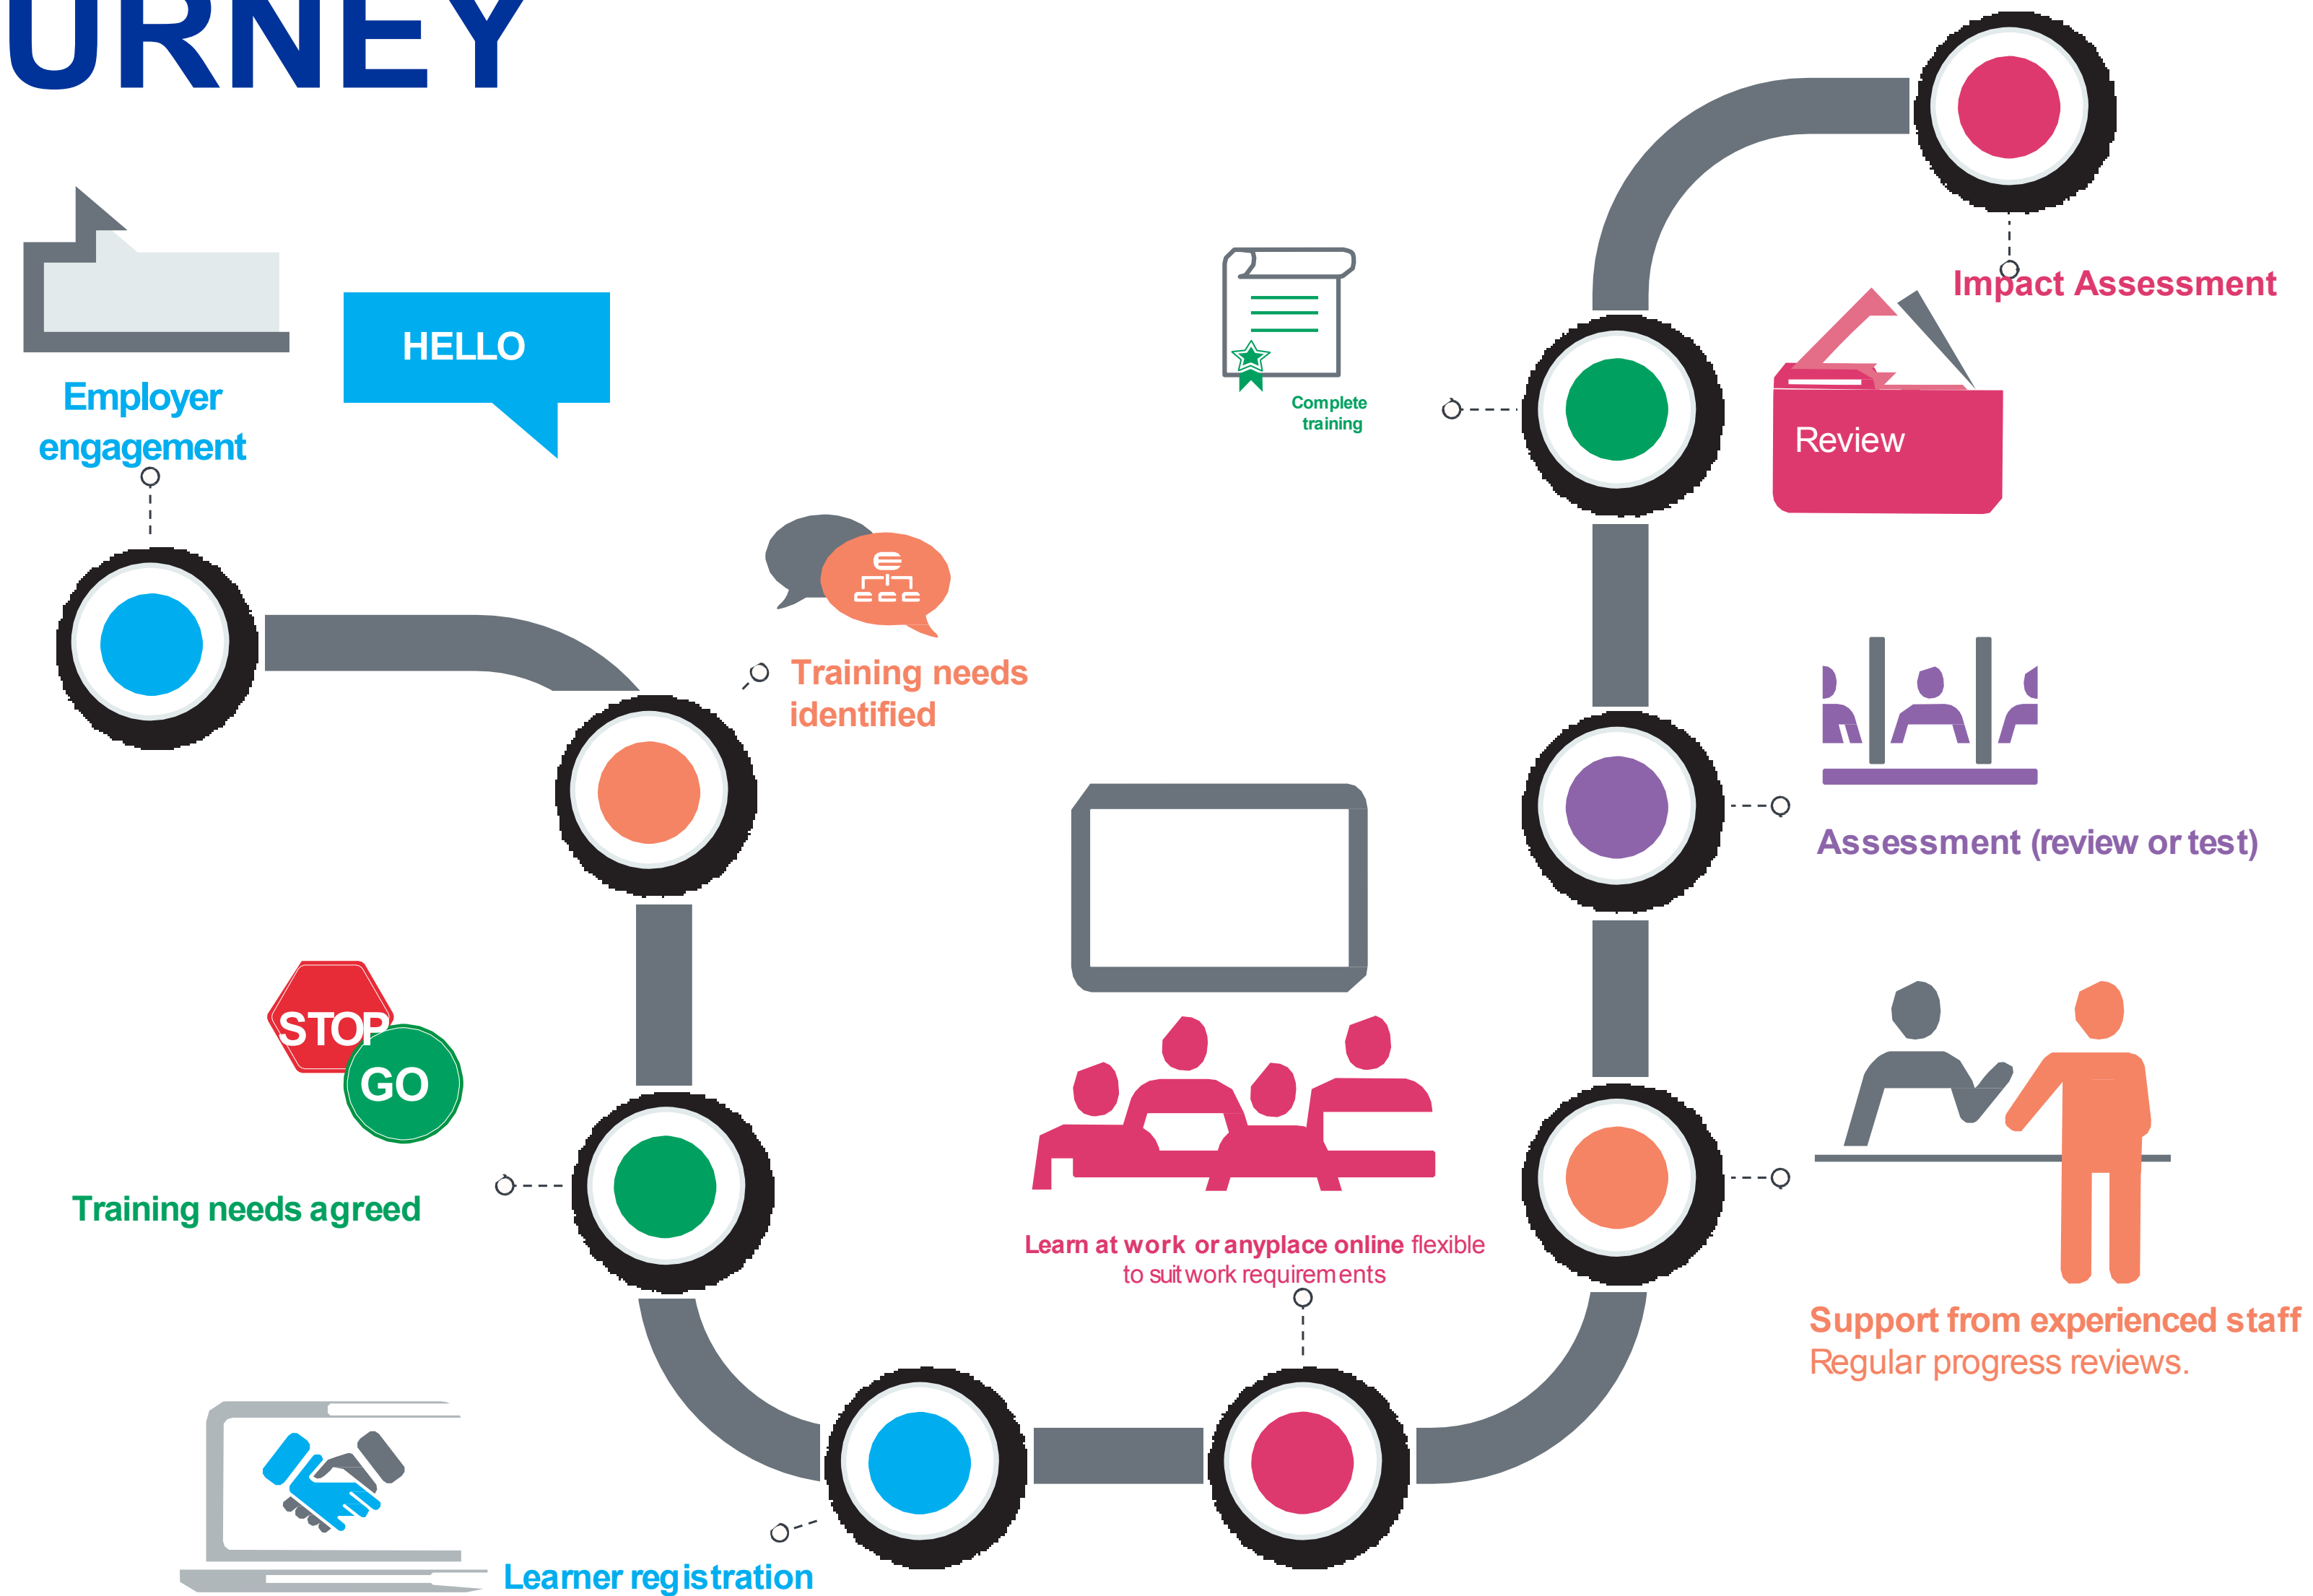 URNEY
HELLO
Employer
engagement
Training needs
identified
STOP
GO
Training needs agreed
Learner registration
Learn at work or anyplace online flexible
to suit work requirements
Support from experienced staff
Regular progress reviews.
Assessment (review or test)
Complete
training
Review
Impact Assessment